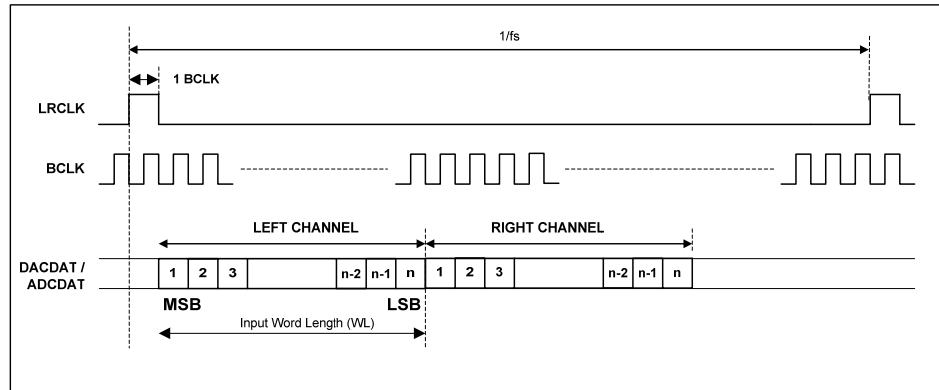 1/fs
1 BCLK
LRCLK
BCLK
LEFT CHANNEL RIGHT CHANNEL
DACDAT /
ADCDAT
1 2 3 n-2 n-1 n 1 2 3 n-2 n-1 n
MSB LSB
Input Word Length (WL)